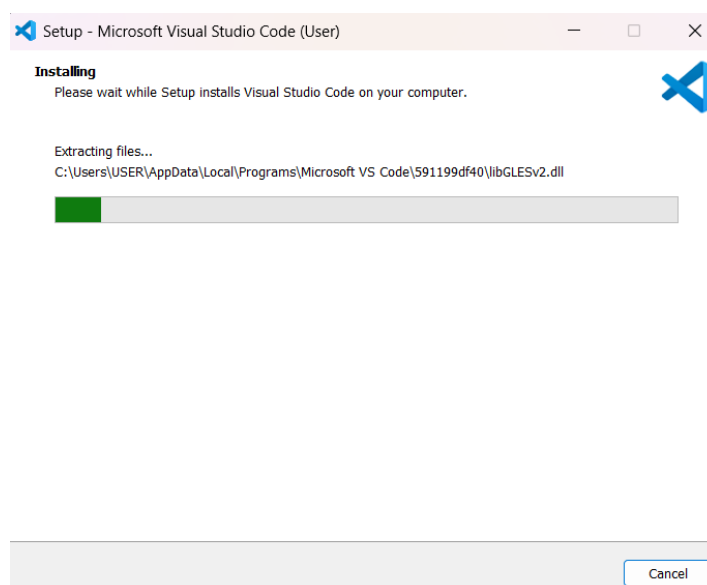 Setup - Microsoft Visual Studio Code (User)
Installing
Please wait while Setup installs Visual Studio Code on your computer.
Extracting files...
C:\Users\USER\AppData\Local\Programs\Microsoft VS Code\591199df40\libGLESv2.dll
Cancel